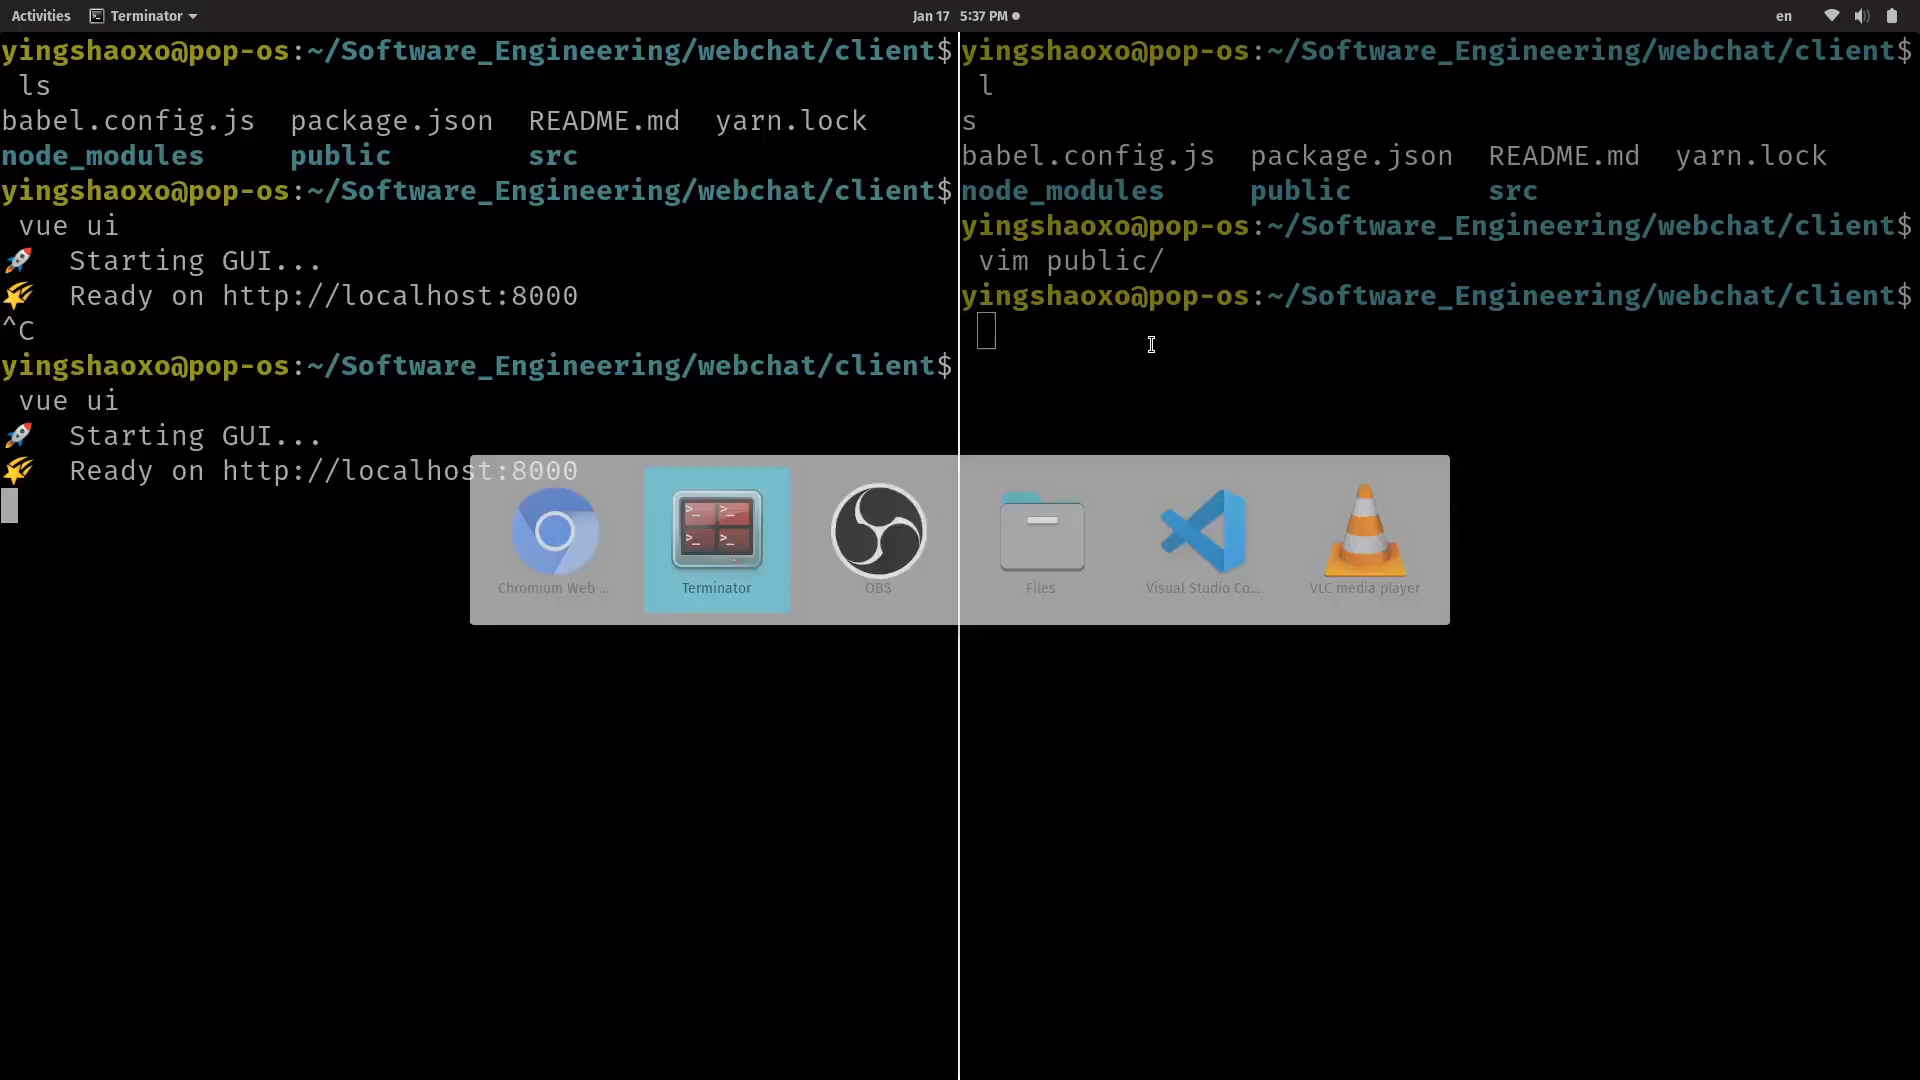 Activities Terminator Jan 17 5:37 PM en
yingshaoxo@pop-os:~/Software_Engineering/webchat/client$
ls
babel.config.js package.json README.md yarn.lock
node_modules public src
yingshaoxo@pop-os:~/Software_Engineering/webchat/client$
vue ui
Starting GUI...
Ready on http://localhost:8000
^C
yingshaoxo@pop-os:~/Software_Engineering/webchat/client$
vue ui
Starting GUI...
Ready on http://localhost:8000
yingshaoxo@pop-os:~/Software_Engineering/webchat/client$
l
s
babel.config.js package.json README.md yarn.lock
node_modules public src
yingshaoxo@pop-os:~/Software_Engineering/webchat/client$
vim public/
yingshaoxo@pop-os:~/Software_Engineering/webchat/client$
Chromium Web ... Terminator OBS Files Visual Studio Co... VLC media player